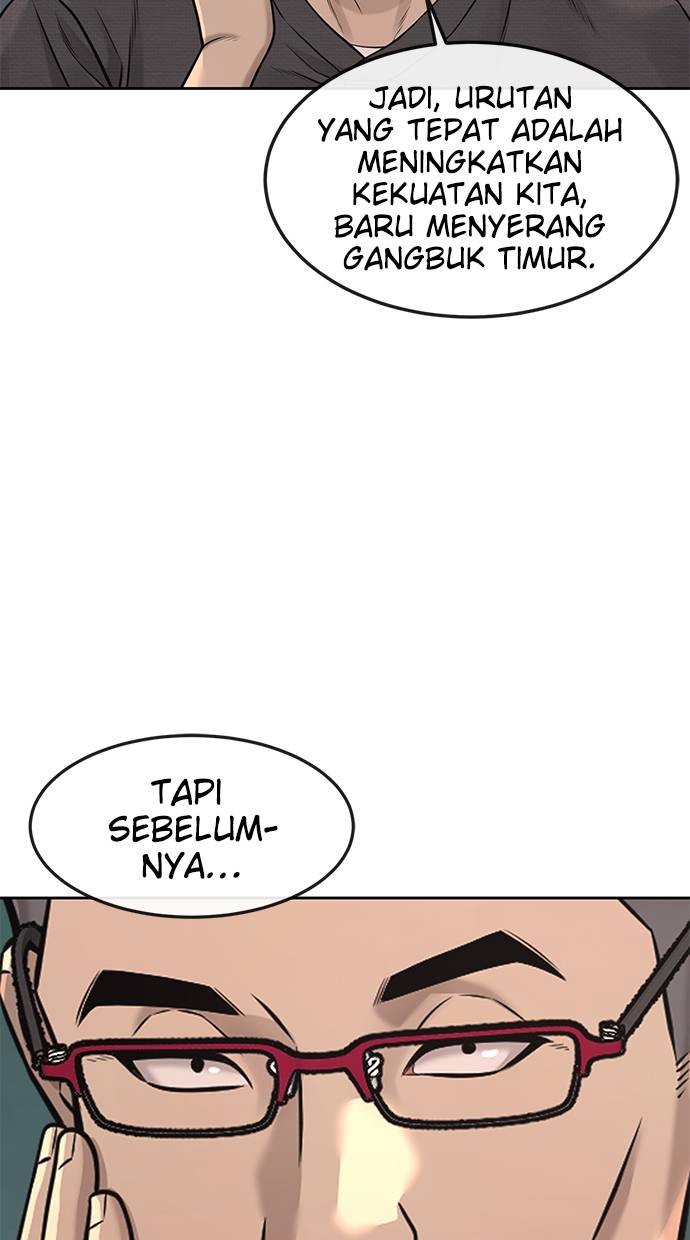 JADI, URUTAN
YANG TEPAT ADALAH
MENINGKATKAN
KEKUATAN KITA,
BARU MENYERANG
GANGBUK TIMUR.
TAPI
SEBELUM-
NYA...